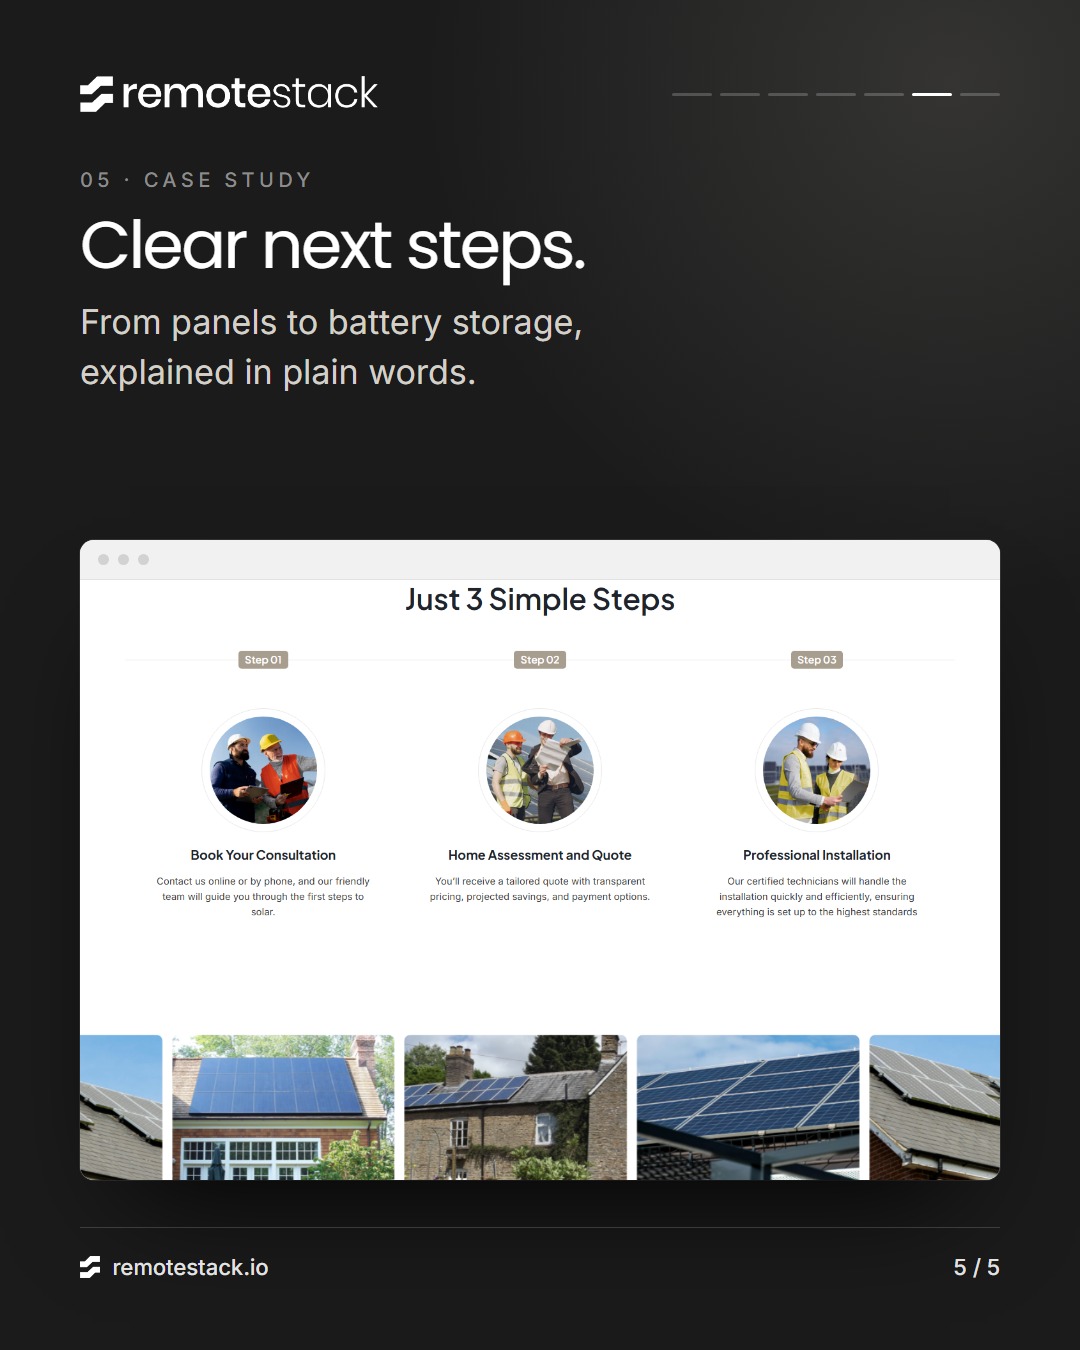 remotestack
05 · CASE STUDY
Clear next steps.
From panels to battery storage,
explained in plain words.
Just 3 Simple Steps
Step 01
Step 02
Step 03
Book Your Consultation
Contact us online or by phone, and our friendly
team will guide you through the first steps to
solar.
Home Assessment and Quote
You'll receive a tailored quote with transparent
pricing, projected savings, and payment options.
Professional Installation
Our certified technicians will handle the
installation quickly and efficiently, ensuring
everything is set up to the highest standards
remotestack.io
5 / 5